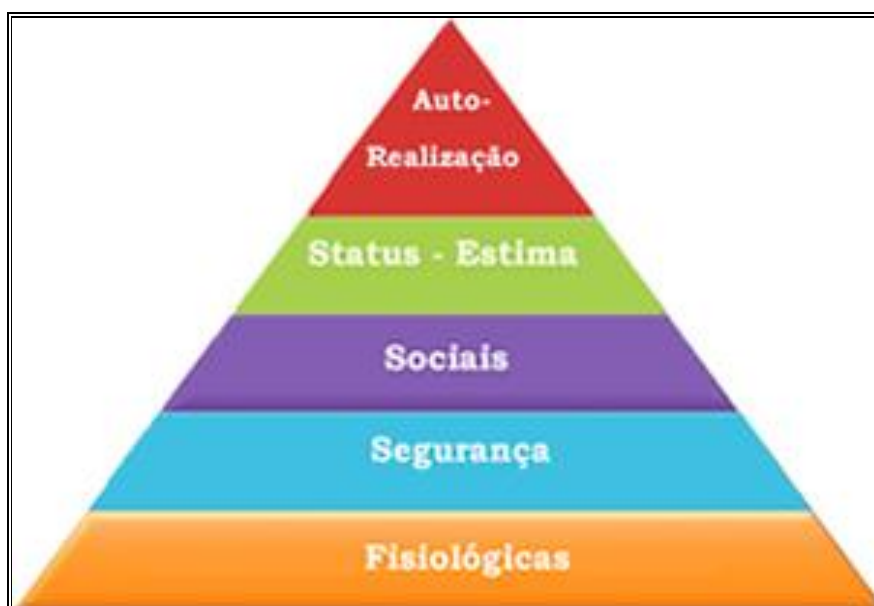 Auto-
Realização
Status - Estima
Sociais
Segurança
Fisiológicas